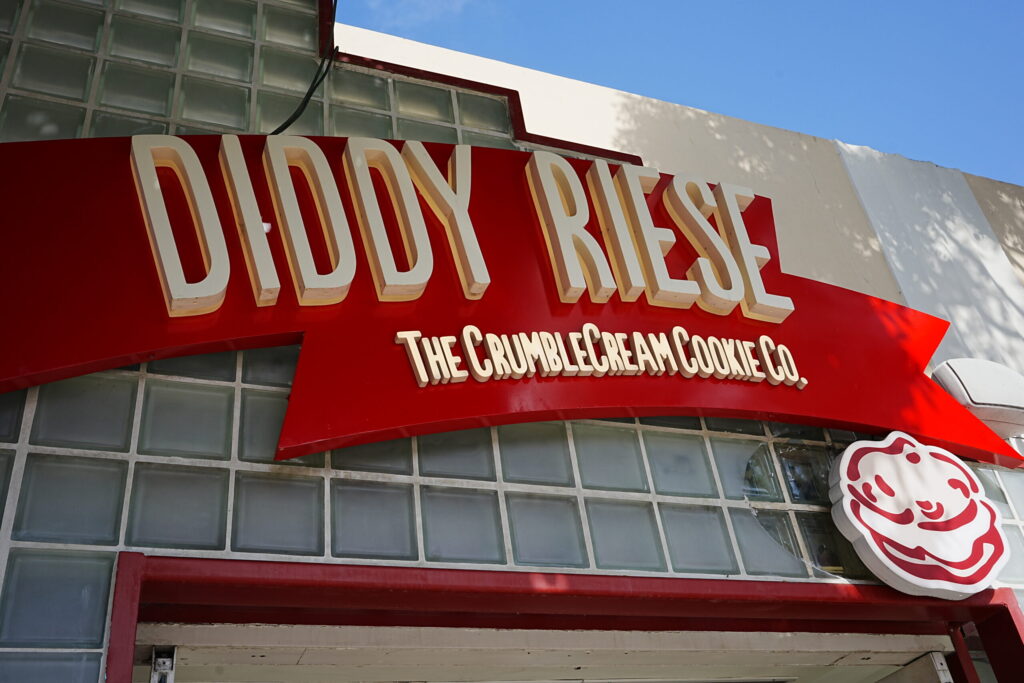 DIDDY RIESE
THE CRUMBLECREAM COOKIE CO.